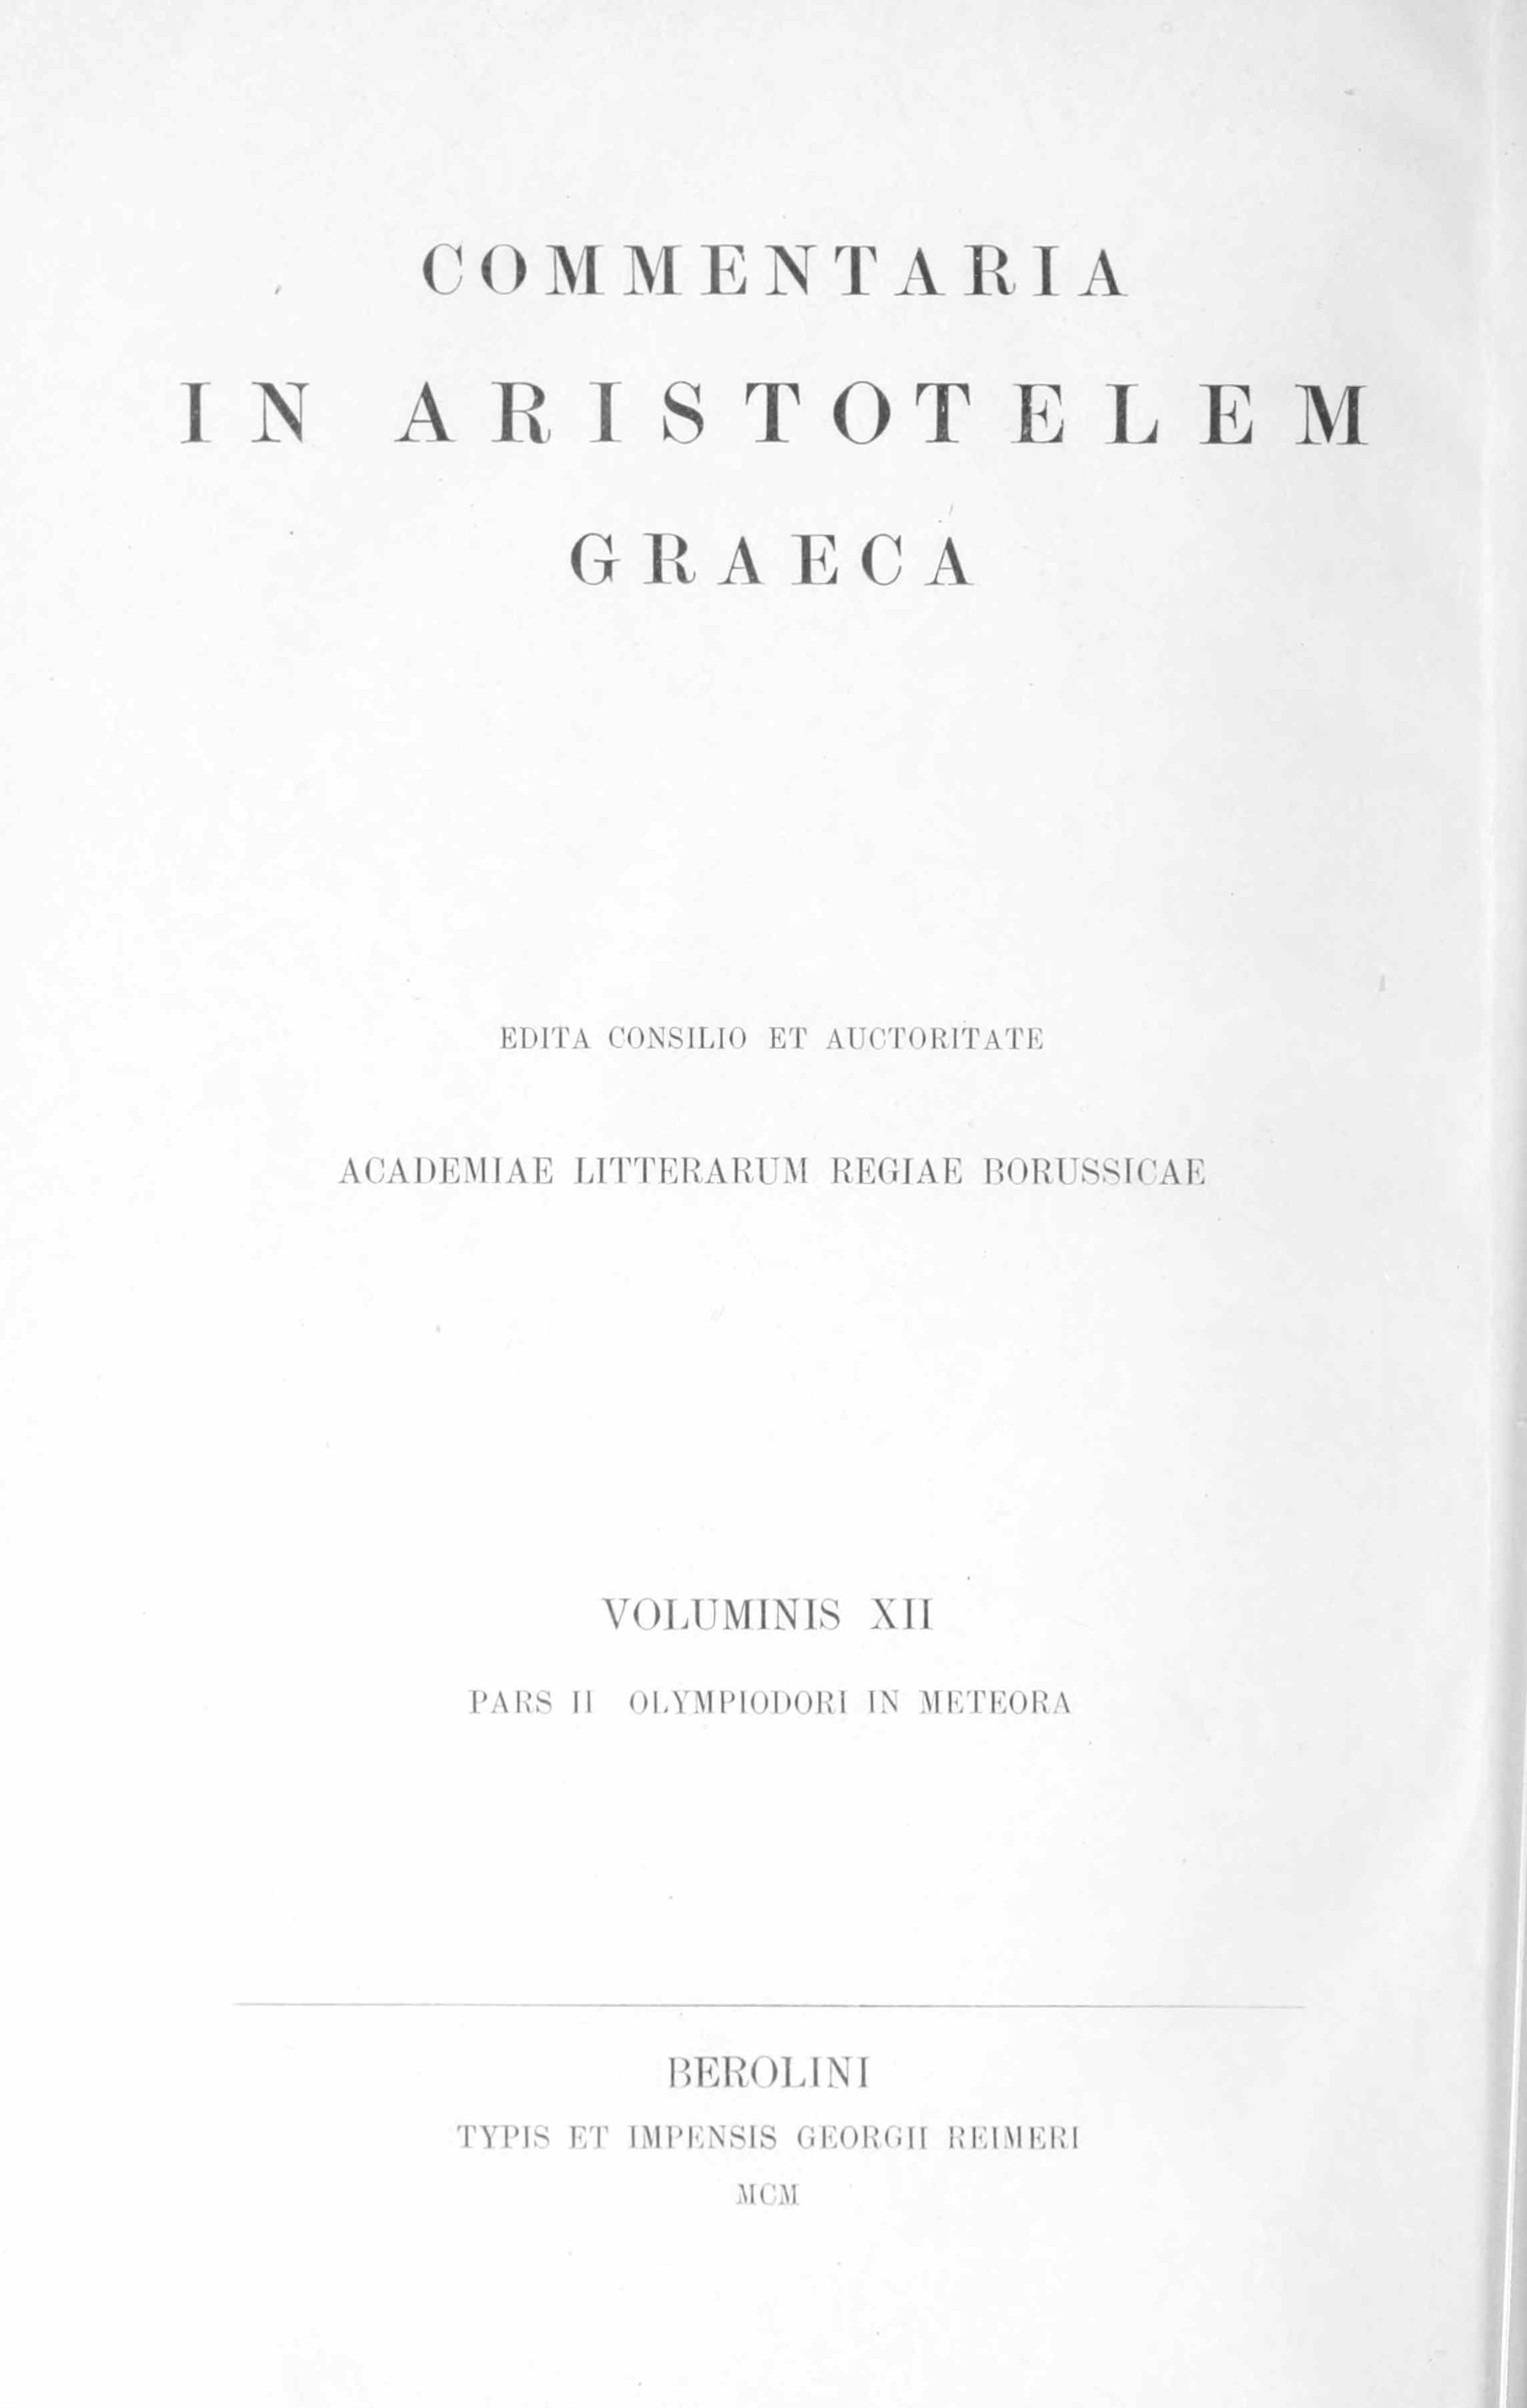 COMMENTARIA
IN ARISTOTELEM
GRAECA
EDITA CONSILIO ET AUCTORITATE
ACADEMIAE LITTERARUM REGIAE BORUSSICAE
VOLUMINIS XII
PARS II OLYMPIODORI IN METEORA
BEROLINI
TYPIS ET IMPENSIS GEORGII REIMERI
MCM